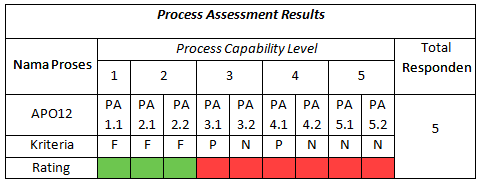 Process Assessment Results
Nama Proses Process Capability Level Total Responden
1 2 3 4 5
APO12 PA 1.1 PA 2.1 PA 2.2 PA 3.1 PA 3.2 PA 4.1 PA 4.2 PA 5.1 PA 5.2 5
Kriteria F F F P N P N N N
Rating